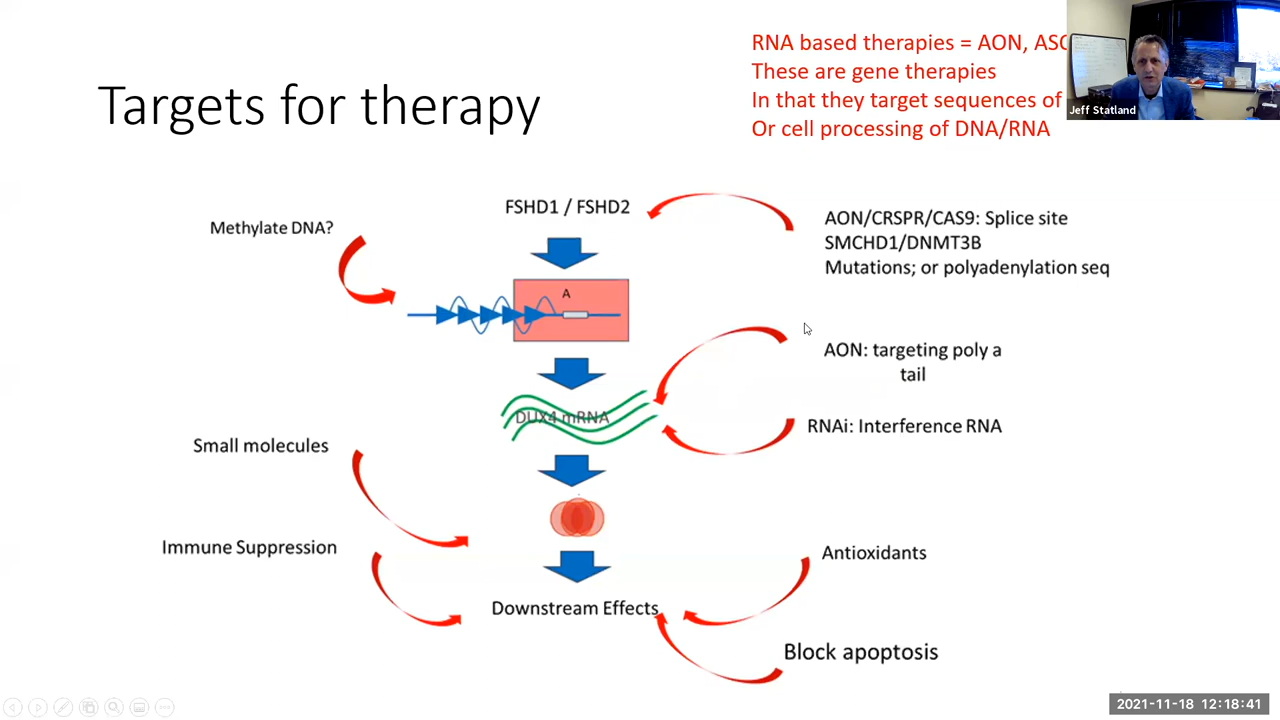 Targets for therapy
RNA based therapies = AON,
These are gene therapies
In that they target sequences of
Or cell processing of DNA/RNA
Jeff Statland
FSHD1 / FSHD2
Methylate DNA?
AON/CRSPR/CAS9: Splice site
SMCHD1/DNMT3B
Mutations; or polyadenylation seq
A
AON: targeting poly a
tail
DUX4 mRNA
RNAi: Interference RNA
Small molecules
Immune Suppression
Antioxidants
Downstream Effects
Block apoptosis
2021-11-18 12:18:41